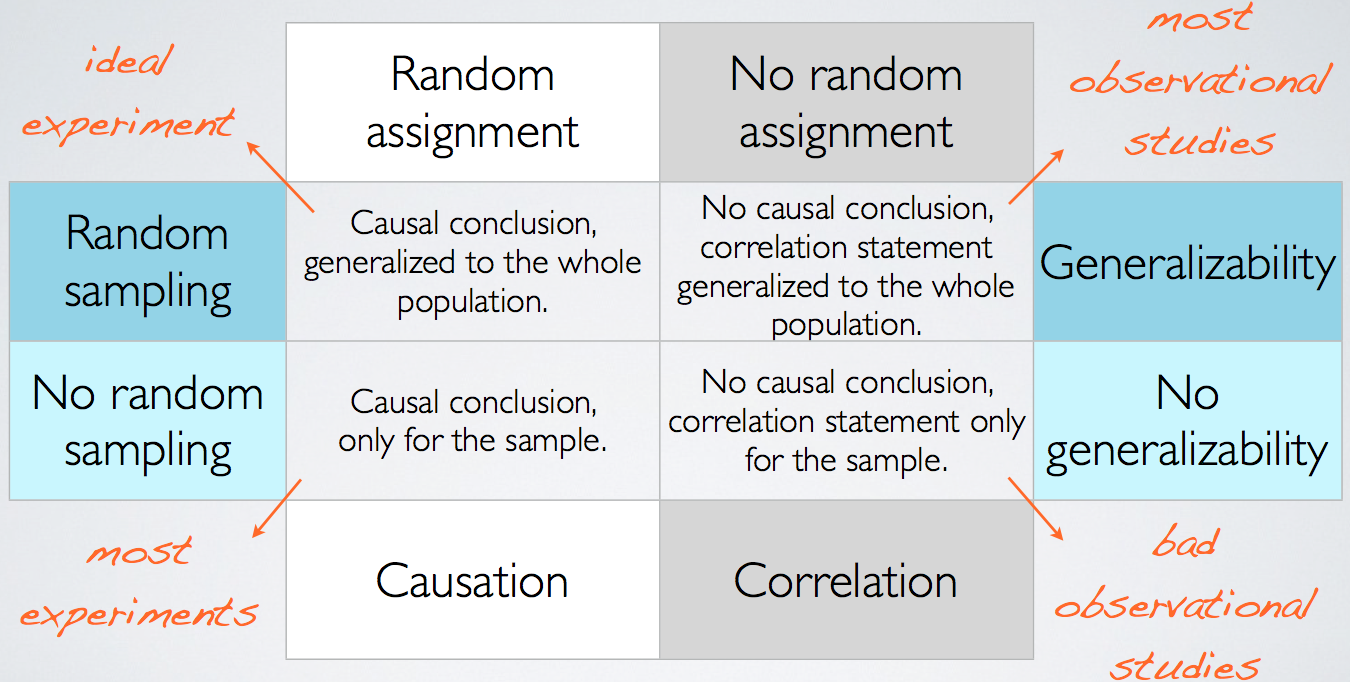 ideal
experiment
Random
assignment
No random
assignment
most
observational
studies
Random
sampling
Causal conclusion,
generalized to the whole
population.
No causal conclusion,
correlation statement
generalized to the whole
population.
Generalizability
No random
sampling
Causal conclusion,
only for the sample.
No causal conclusion,
correlation statement only
for the sample.
No
generalizability
most
experiments
Causation
Correlation
bad
observational
studies